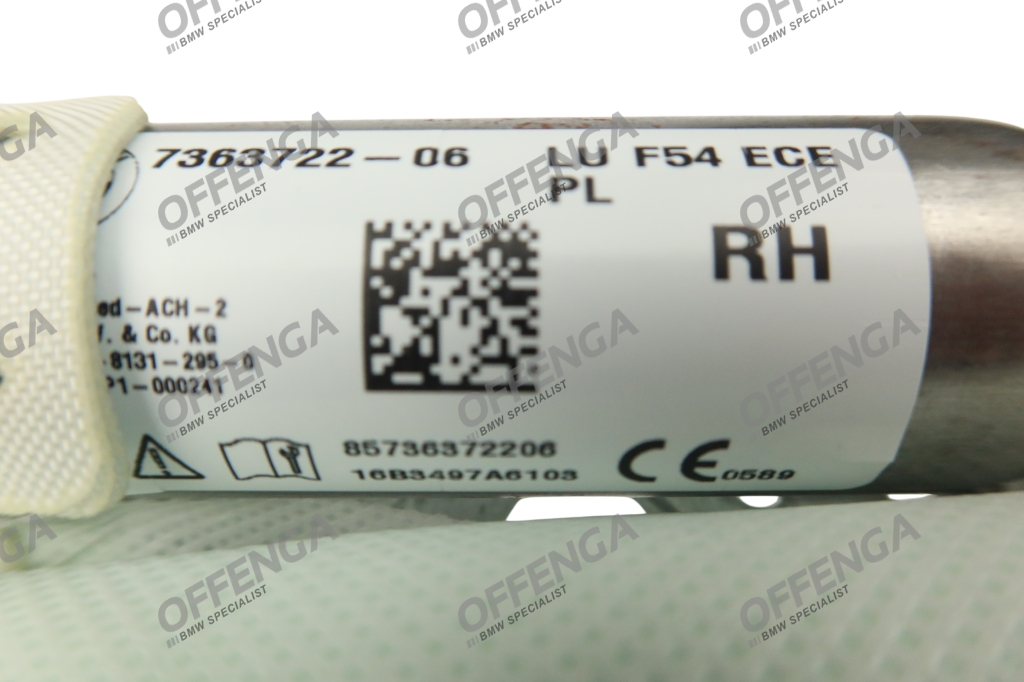 7363722-06 LU F54 ECE
PL
RH
ed-ACH-2
. & Co. KG
8131-295-0
P1-000241
85736372206
16B3497A6103
CE 0589
OFFENGA
BMW SPECIALIST